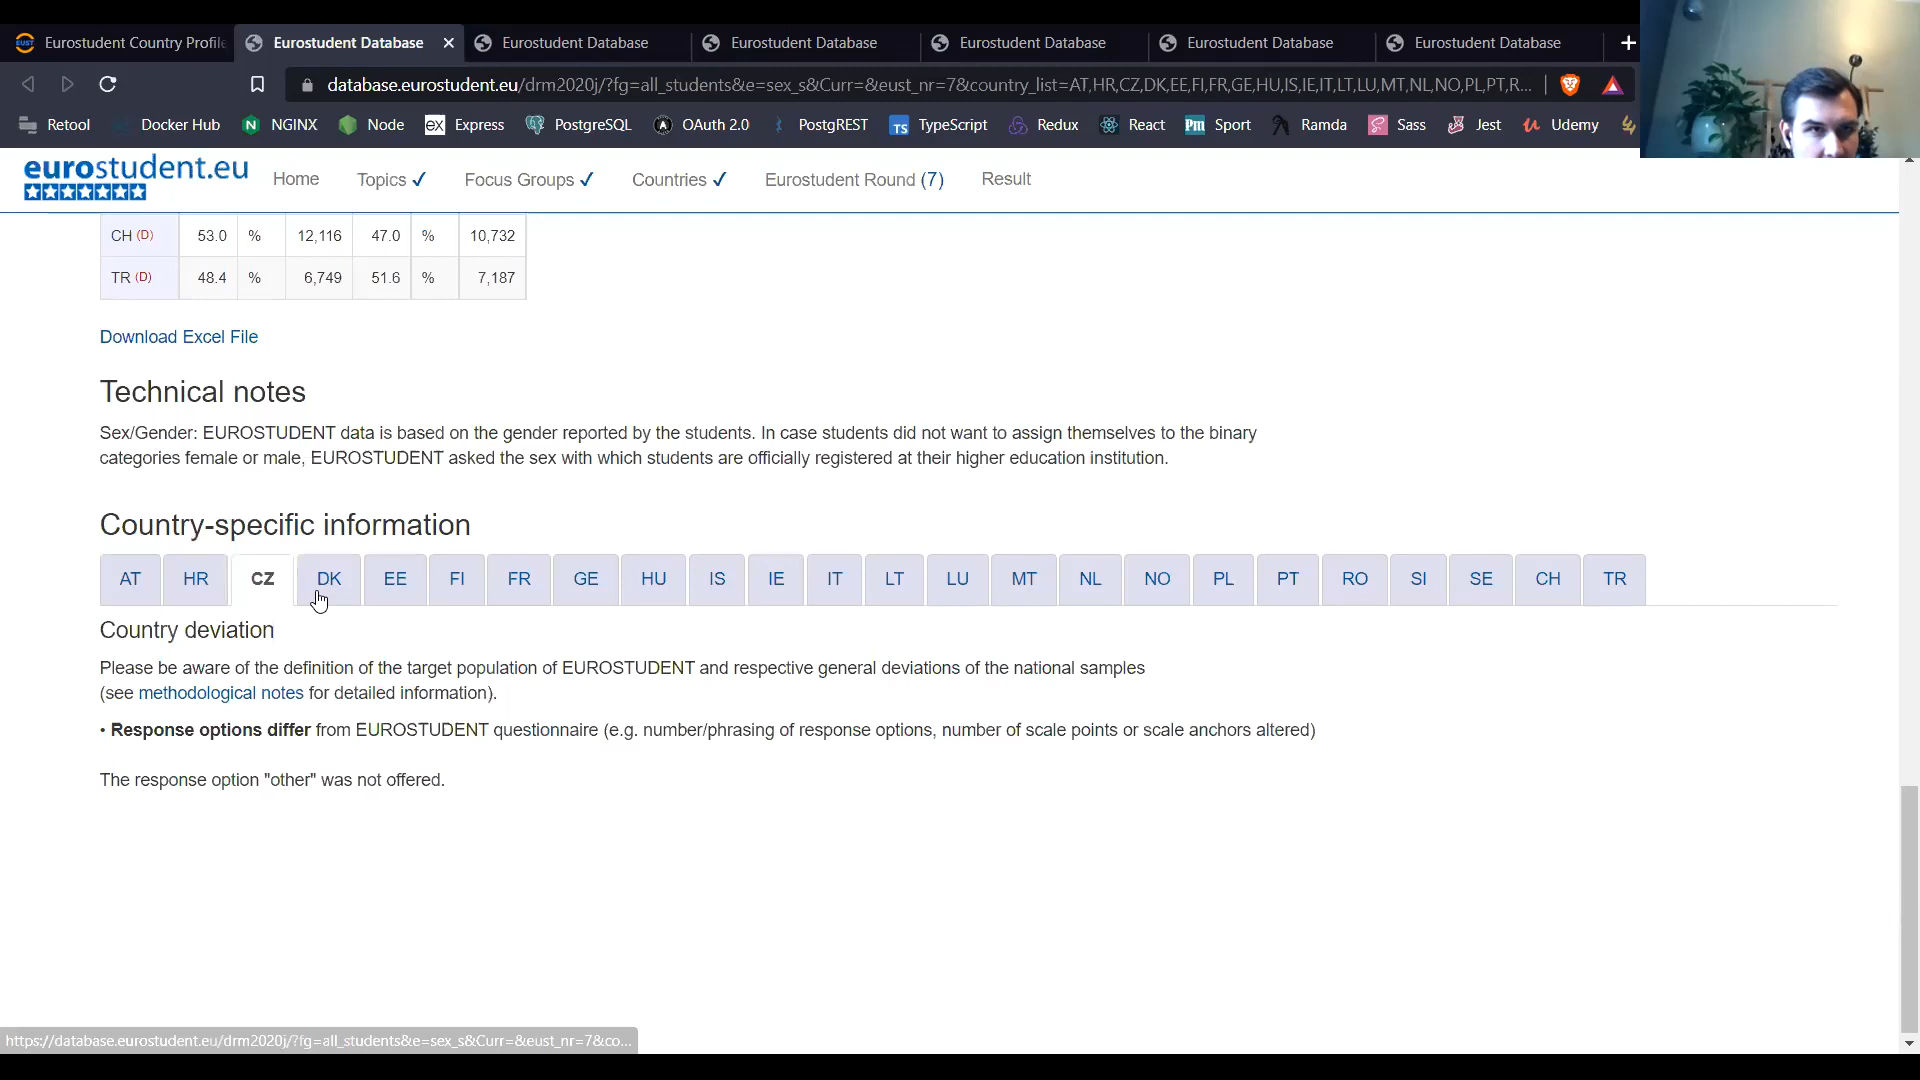 Eurostudent Country Profile
Eurostudent Database
Eurostudent Database
Eurostudent Database
Eurostudent Database
Eurostudent Database
Eurostudent Database
database.eurostudent.eu/drm2020j/?fg=all_students&e=sex_s&Curr=&eust_nr=7&country_list=AT,HR,CZ,DK,EE,FI,FR,GE,HU,IS,IE,IT,LT,LU,MT,NL,NO,PL,PT,R...
Retool Docker Hub NGINX Node ex Express PostgreSQL OAuth 2.0 PostgREST TS TypeScript Redux React Pm Sport Ramda Sass Jest Udemy
eurostudent.eu
Home Topics ✓ Focus Groups ✓ Countries ✓ Eurostudent Round (7) Result
CH (D) 53.0 % 12,116 47.0 % 10,732
TR (D) 48.4 % 6,749 51.6 % 7,187
Download Excel File
Technical notes
Sex/Gender: EUROSTUDENT data is based on the gender reported by the students. In case students did not want to assign themselves to the binary
categories female or male, EUROSTUDENT asked the sex with which students are officially registered at their higher education institution.
Country-specific information
AT HR CZ DK EE FI FR GE HU IS IE IT LT LU MT NL NO PL PT RO SI SE CH TR
Country deviation
Please be aware of the definition of the target population of EUROSTUDENT and respective general deviations of the national samples
(see methodological notes for detailed information).
• Response options differ from EUROSTUDENT questionnaire (e.g. number/phrasing of response options, number of scale points or scale anchors altered)
The response option "other" was not offered.
https://database.eurostudent.eu/drm2020j/?fg=all_students&e=sex_s&Curr=&eust_nr=7&co...